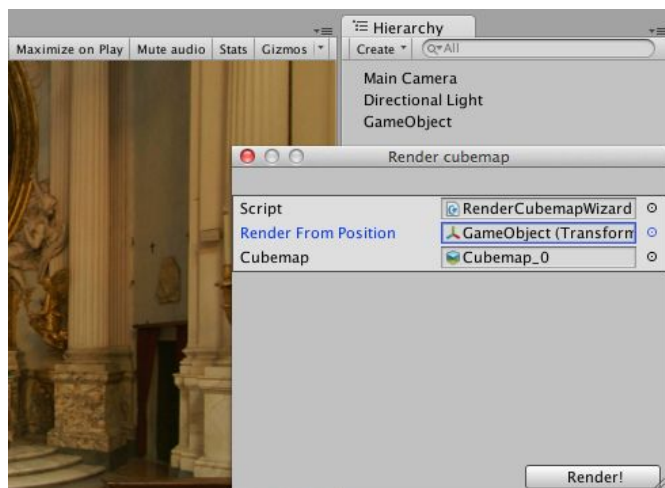 Hierarchy
Maximize on Play Mute audio Stats Gizmos Create All
Main Camera
Directional Light
GameObject
Render cubemap
Script RenderCubemapWizard
Render From Position GameObject (Transform
Cubemap Cubemap_0
Render!